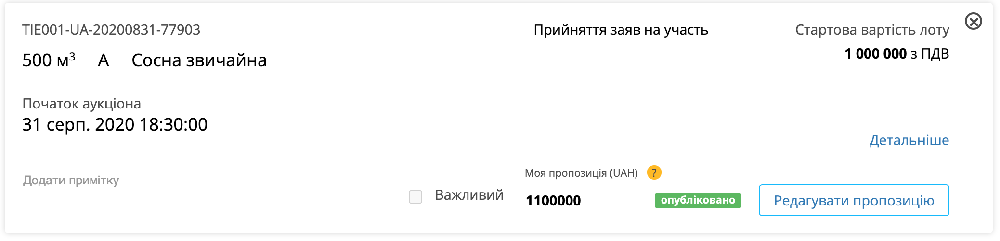 TIE001-UA-20200831-77903
Прийняття заяв на участь
Стартова вартість лоту
500 м³ А Сосна звичайна
1 000 000 з ПДВ
Початок аукціона
31 серп. 2020 18:30:00
Детальніше
Моя пропозиція (UAH) ?
Додати примітку
Важливий
1100000
опубліковано
Редагувати пропозицію